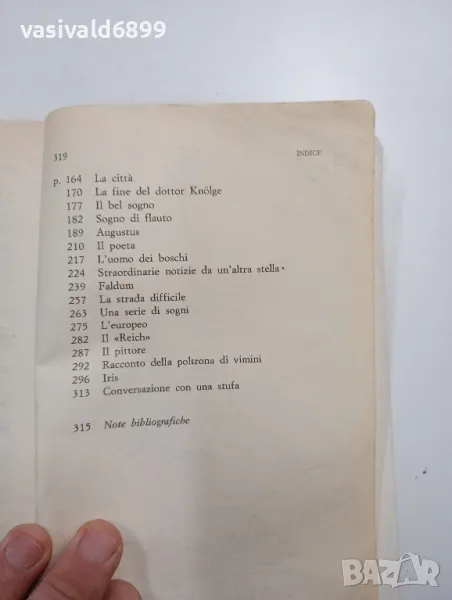 vasivald6899
319 INDICE
p. 164 La città
170 La fine del dottor Knölge
177 Il bel sogno
182 Sogno di flauto
189 Augustus
210 Il poeta
217 L'uomo dei boschi
224 Straordinarie notizie da un'altra stella
239 Faldum
257 La strada difficile
263 Una serie di sogni
275 L'europeo
282 Il «Reich»
287 Il pittore
292 Racconto della poltrona di vimini
296 Iris
313 Conversazione con una stufa
315 Note bibliografiche
BAZAR